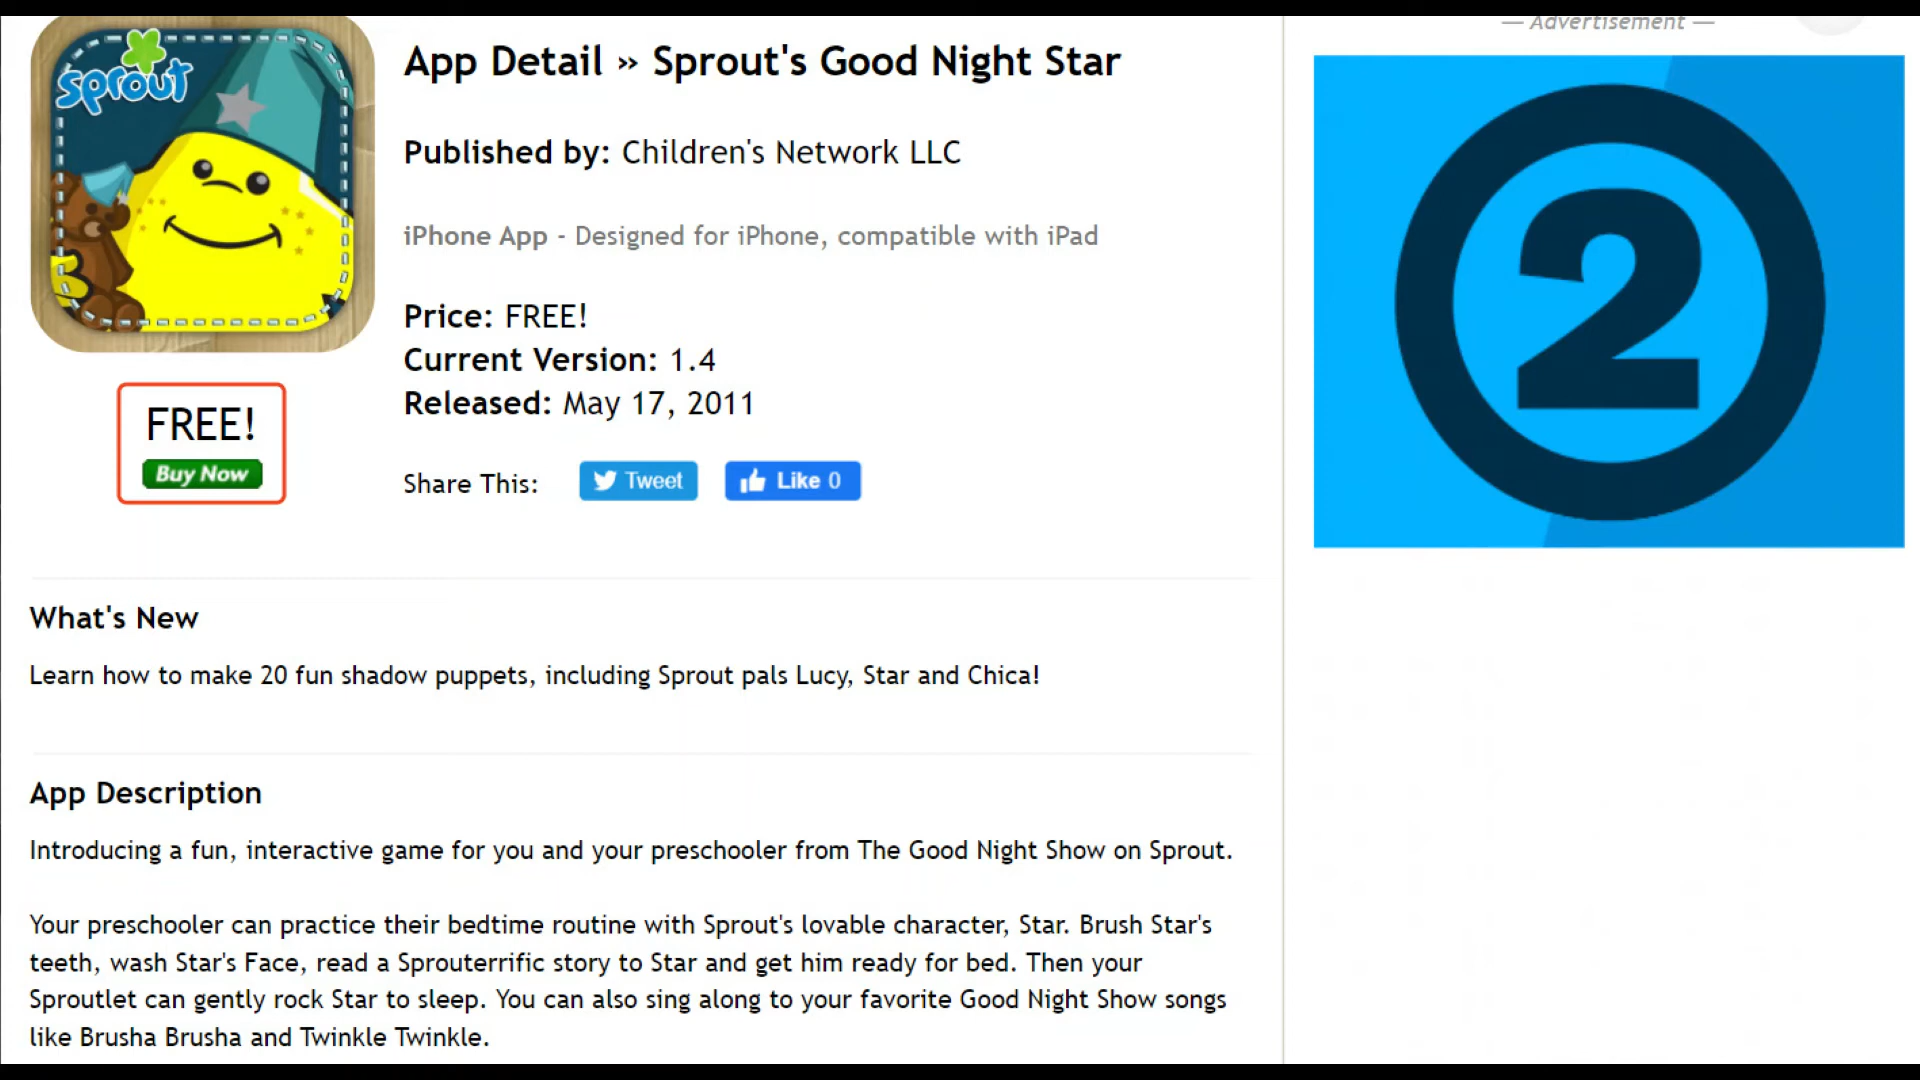 — Advertisement —
sprout
App Detail » Sprout's Good Night Star
Published by: Children's Network LLC
iPhone App - Designed for iPhone, compatible with iPad
Price: FREE!
Current Version: 1.4
Released: May 17, 2011
FREE!
Buy Now
Share This:
Tweet
Like 0
2
What's New
Learn how to make 20 fun shadow puppets, including Sprout pals Lucy, Star and Chica!
App Description
Introducing a fun, interactive game for you and your preschooler from The Good Night Show on Sprout.
Your preschooler can practice their bedtime routine with Sprout's lovable character, Star. Brush Star's
teeth, wash Star's Face, read a Sprouterrific story to Star and get him ready for bed. Then your
Sproutlet can gently rock Star to sleep. You can also sing along to your favorite Good Night Show songs
like Brusha Brusha and Twinkle Twinkle.